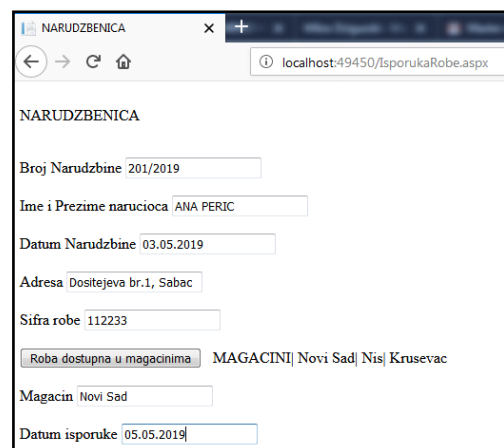 NARUDZBENICA
localhost:49450/IsporukaRobe.aspx
NARUDZBENICA
Broj Narudzbine 201/2019
Ime i Prezime narucioca ANA PERIC
Datum Narudzbine 03.05.2019
Adresa Dositejeva br.1, Sabac
Sifra robe 112233
Roba dostupna u magacinima MAGACINI| Novi Sad| Nis| Krusevac
Magacin Novi Sad
Datum isporuke 05.05.2019